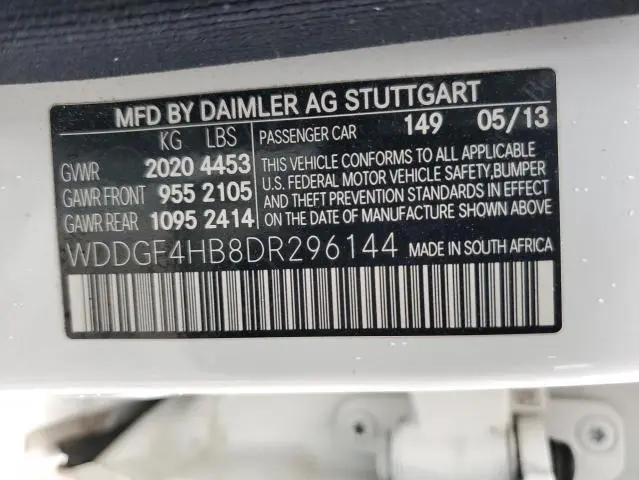 MFD BY DAIMLER AG STUTTGART
KG LBS PASSENGER CAR 149 05/13
GVWR 2020 4453
GAWR FRONT 955 2105
GAWR REAR 1095 2414
THIS VEHICLE CONFORMS TO ALL APPLICABLE
U.S. FEDERAL MOTOR VEHICLE SAFETY,BUMPER
AND THEFT PREVENTION STANDARDS IN EFFECT
ON THE DATE OF MANUFACTURE SHOWN ABOVE
WDDGF4HB8DR296144 MADE IN SOUTH AFRICA